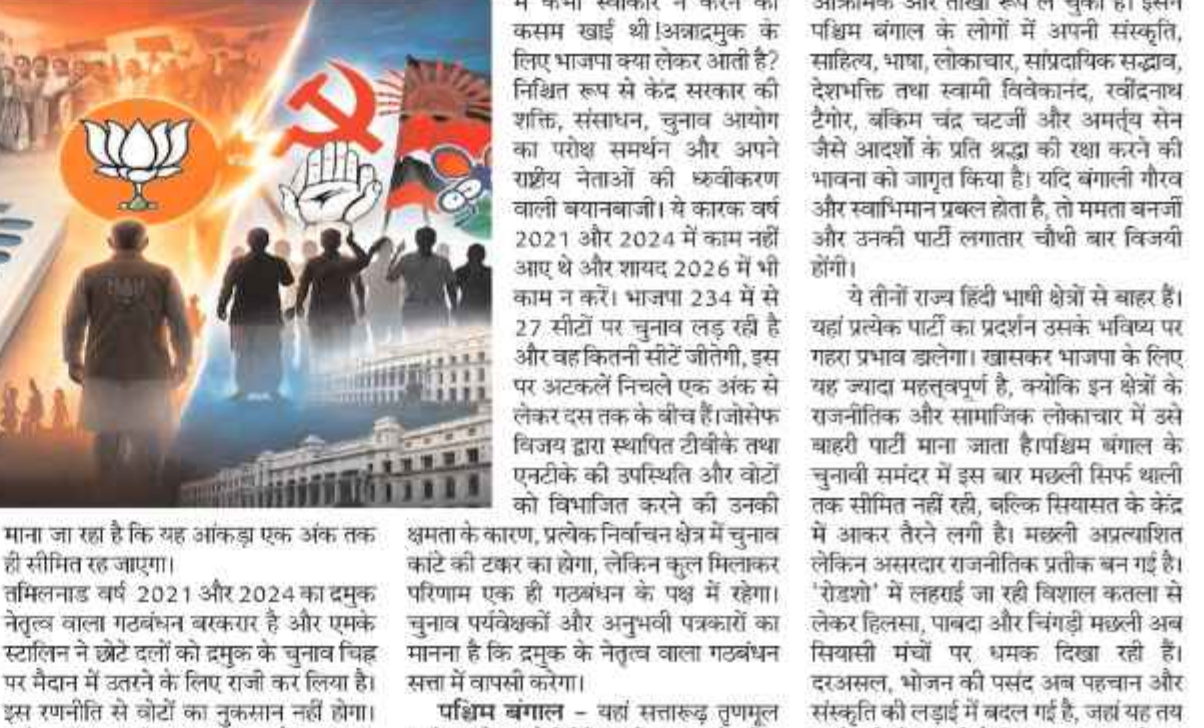 माना जा रहा है कि यह आंकड़ा एक अंक तक
ही सीमित रह जाएगा।
तमिलनाड वर्ष 2021 और 2024 का द्रमुक
नेतृत्व वाला गठबंधन बरकरार है और एमके
स्टालिन ने छोटे दलों को द्रमुक के चुनाव चिह्न
पर मैदान में उतरने के लिए राजी कर लिया है।
इस रणनीति से वोटों का नुकसान नहीं होगा।
में कभी स्वीकार न करने की
कसम खाई थी !अन्नाद्रमुक के
लिए भाजपा क्या लेकर आती है?
निश्चित रूप से केंद्र सरकार की
शक्ति, संसाधन, चुनाव आयोग
का परोक्ष समर्थन और अपने
राष्ट्रीय नेताओं की ध्रुवीकरण
वाली बयानबाजी। ये कारक वर्ष
2021 और 2024 में काम नहीं
आए थे और शायद 2026 में भी
काम न करें। भाजपा 234 में से
27 सीटों पर चुनाव लड़ रही है
और वह कितनी सीटें जीतेगी, इस
पर अटकलें निचले एक अंक से
लेकर दस तक के बीच हैं।जोसेफ
विजय द्वारा स्थापित टीवीके तथा
एनटीके की उपस्थिति और वोटों
को विभाजित करने की उनकी
क्षमता के कारण, प्रत्येक निर्वाचन क्षेत्र में चुनाव
कांटे की टक्कर का होगा, लेकिन कुल मिलाकर
परिणाम एक ही गठबंधन के पक्ष में रहेगा।
चुनाव पर्यवेक्षकों और अनुभवी पत्रकारों का
मानना है कि द्रमुक के नेतृत्व वाला गठबंधन
सत्ता में वापसी करेगा।
पश्चिम बंगाल – यहां सत्तारूढ़ तृणमूल
आक्रामक और तीखा रूप ले चुकी है। इसने
पश्चिम बंगाल के लोगों में अपनी संस्कृति,
साहित्य, भाषा, लोकाचार, सांप्रदायिक सद्भाव,
देशभक्ति तथा स्वामी विवेकानंद, रवींद्रनाथ
टैगोर, बंकिम चंद्र चटर्जी और अमर्त्य सेन
जैसे आदर्शों के प्रति श्रद्धा की रक्षा करने की
भावना को जागृत किया है। यदि बंगाली गौरव
और स्वाभिमान प्रबल होता है, तो ममता बनर्जी
और उनकी पार्टी लगातार चौथी बार विजयी
होंगी।
ये तीनों राज्य हिंदी भाषी क्षेत्रों से बाहर हैं।
यहां प्रत्येक पार्टी का प्रदर्शन उसके भविष्य पर
गहरा प्रभाव डालेगा। खासकर भाजपा के लिए
यह ज्यादा महत्त्वपूर्ण है, क्योंकि इन क्षेत्रों के
राजनीतिक और सामाजिक लोकाचार में उसे
बाहरी पार्टी माना जाता है।पश्चिम बंगाल के
चुनावी समंदर में इस बार मछली सिर्फ थाली
तक सीमित नहीं रही, बल्कि सियासत के केंद्र
में आकर तैरने लगी है। मछली अप्रत्याशित
लेकिन असरदार राजनीतिक प्रतीक बन गई है।
'रोडशो' में लहराई जा रही विशाल कतला से
लेकर हिलसा, पाबदा और चिंगड़ी मछली अब
सियासी मंचों पर धमक दिखा रही हैं।
दरअसल, भोजन की पसंद अब पहचान और
संस्कृति की लड़ाई में बदल गई है, जहां यह तय